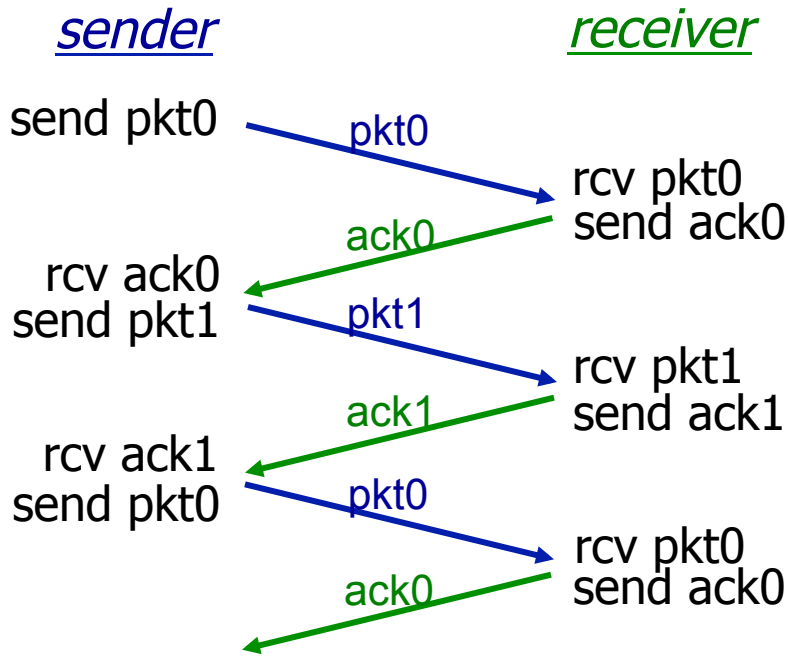 sender receiver
send pkt0
pkt0
rcv pkt0
send ack0
ack0
rcv ack0
send pkt1
pkt1
rcv pkt1
send ack1
ack1
rcv ack1
send pkt0
pkt0
rcv pkt0
send ack0
ack0